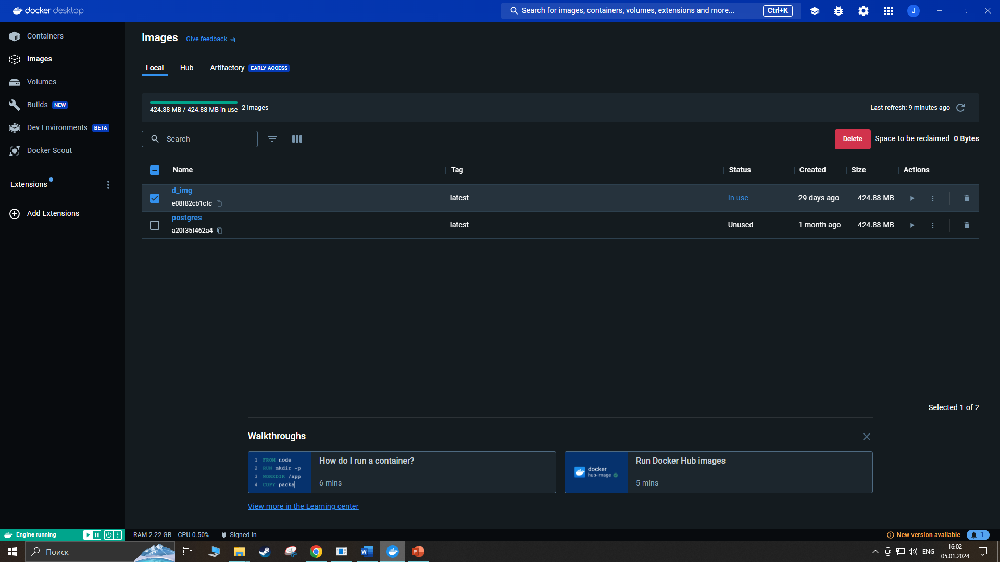 docker desktop
Search for images, containers, volumes, extensions and more...
Ctrl+K
J
Containers
Images
Volumes
Builds NEW
Dev Environments BETA
Docker Scout
Extensions
Add Extensions
Images Give feedback
Local Hub Artifactory EARLY ACCESS
424.88 MB / 424.88 MB in use 2 images
Last refresh: 9 minutes ago
Search
Delete Space to be reclaimed 0 Bytes
Name Tag Status Created Size Actions
d_img
e08f82cb1cfc
latest In use 29 days ago 424.88 MB
postgres
a20f35f462a4
latest Unused 1 month ago 424.88 MB
Selected 1 of 2
Walkthroughs
1 FROM node
2 RUN mkdir -p
3 WORKDIR /app
4 COPY packa
How do I run a container?
6 mins
docker
hub-image
Run Docker Hub images
5 mins
View more in the Learning center
Engine running
RAM 2.22 GB CPU 0.50% Signed in
New version available 1
Поиск
W
P
ENG
16:02
05.01.2024